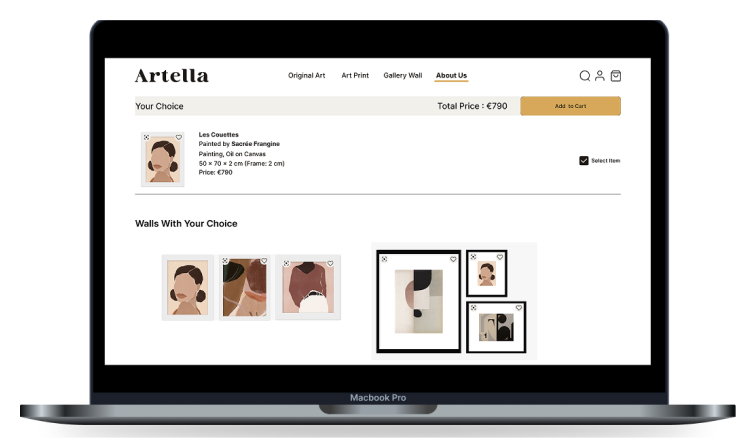 Artella
Original Art Art Print Gallery Wall About Us
Your Choice Total Price : €790 Add to Cart
Les Couettes
Painted by Sacrée Frangine
Painting, Oil on Canvas
50 × 70 × 2 cm (Frame: 2 cm)
Price: €790
Select Item
Walls With Your Choice
Macbook Pro